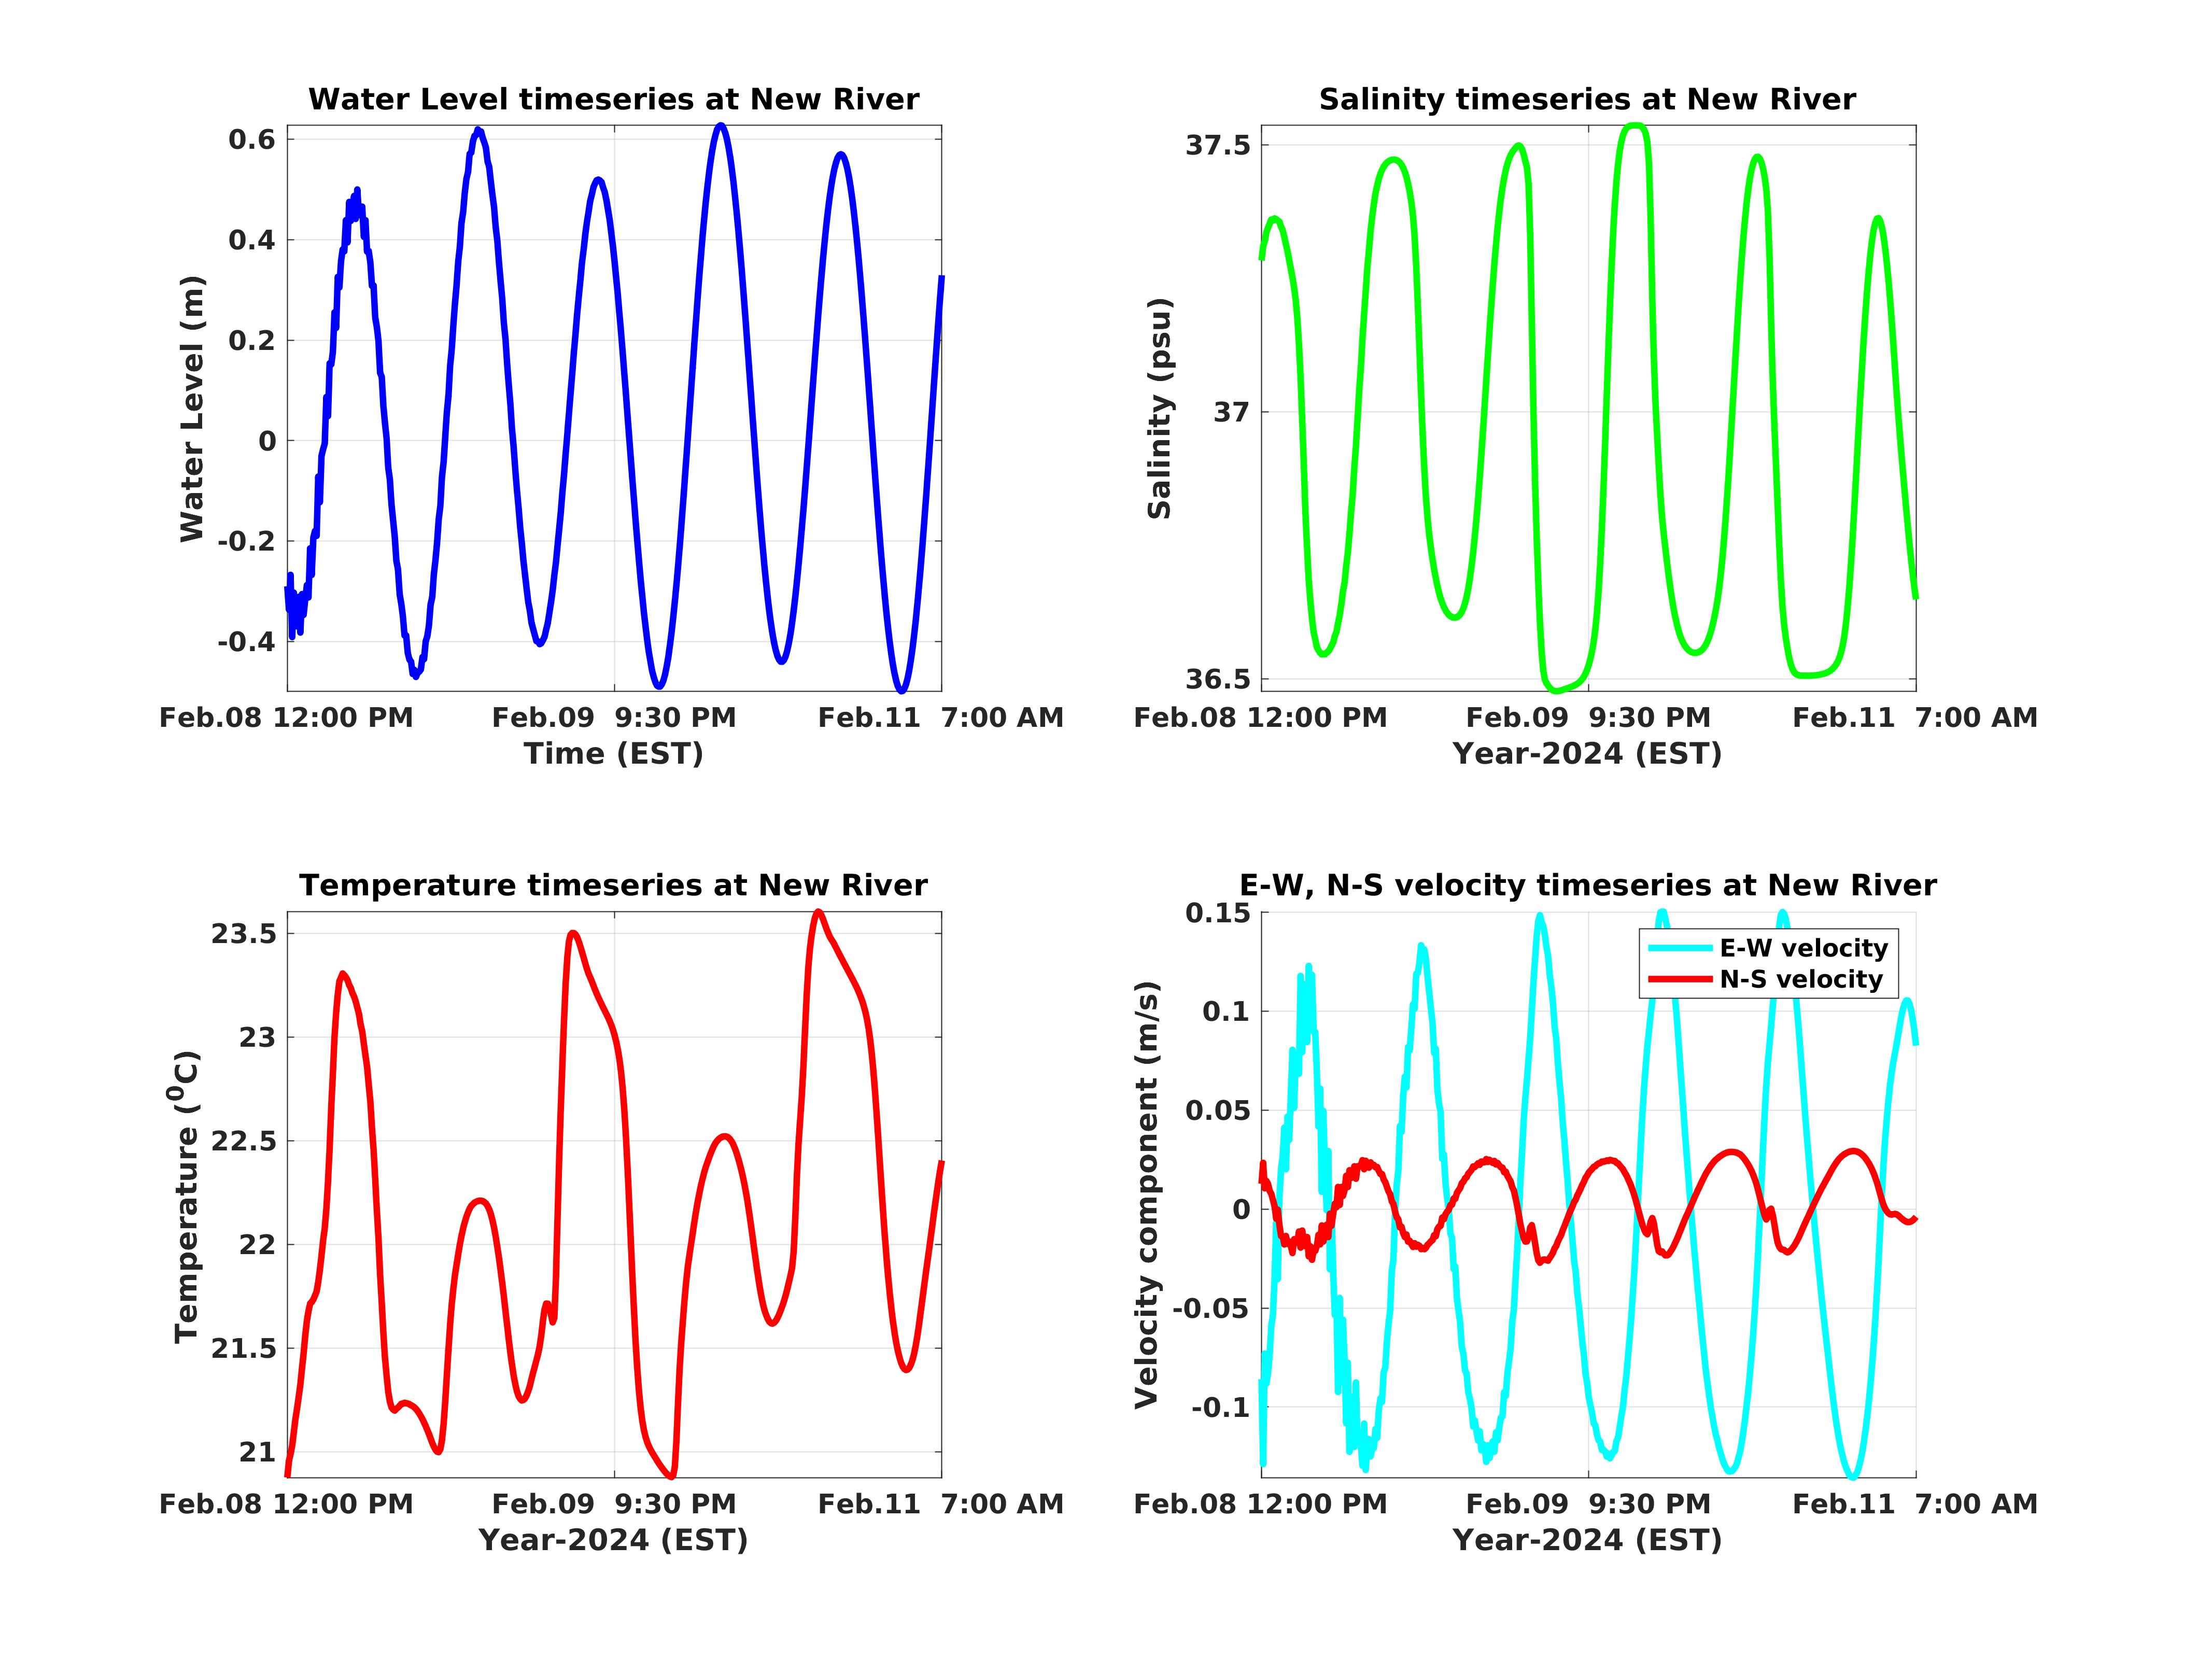 Water Level timeseries at New River
Water Level (m)
0.6
0.4
0.2
0
-0.2
-0.4
Feb.08 12:00 PM
Feb.09 9:30 PM
Feb.11 7:00 AM
Time (EST)
Salinity timeseries at New River
Salinity (psu)
37.5
37
36.5
Feb.08 12:00 PM
Feb.09 9:30 PM
Feb.11 7:00 AM
Year-2024 (EST)
Temperature timeseries at New River
Temperature (⁰C)
23.5
23
22.5
22
21.5
21
Feb.08 12:00 PM
Feb.09 9:30 PM
Feb.11 7:00 AM
Year-2024 (EST)
E-W, N-S velocity timeseries at New River
Velocity component (m/s)
0.15
0.1
0.05
0
-0.05
-0.1
E-W velocity
N-S velocity
Feb.08 12:00 PM
Feb.09 9:30 PM
Feb.11 7:00 AM
Year-2024 (EST)